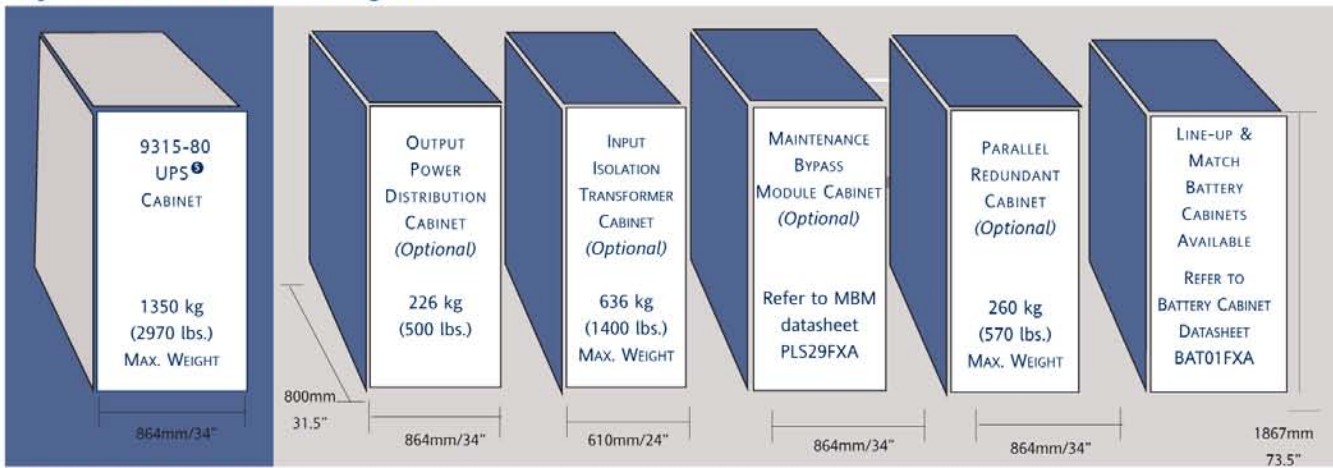 9315-80
UPS❺
CABINET
1350 kg
(2970 lbs.)
MAX. WEIGHT
864mm/34"
OUTPUT
POWER
DISTRIBUTION
CABINET
(Optional)
226 kg
(500 lbs.)
800mm
31.5"
864mm/34"
INPUT
ISOLATION
TRANSFORMER
CABINET
(Optional)
636 kg
(1400 lbs.)
MAX. WEIGHT
610mm/24"
MAINTENANCE
BYPASS
MODULE CABINET
(Optional)
Refer to MBM
datasheet
PLS29FXA
864mm/34"
PARALLEL
REDUNDANT
CABINET
(Optional)
260 kg
(570 lbs.)
MAX. WEIGHT
864mm/34"
LINE-UP &
MATCH
BATTERY
CABINETS
AVAILABLE
REFER TO
BATTERY CABINET
DATASHEET
BAT01FXA
1867mm
73.5"